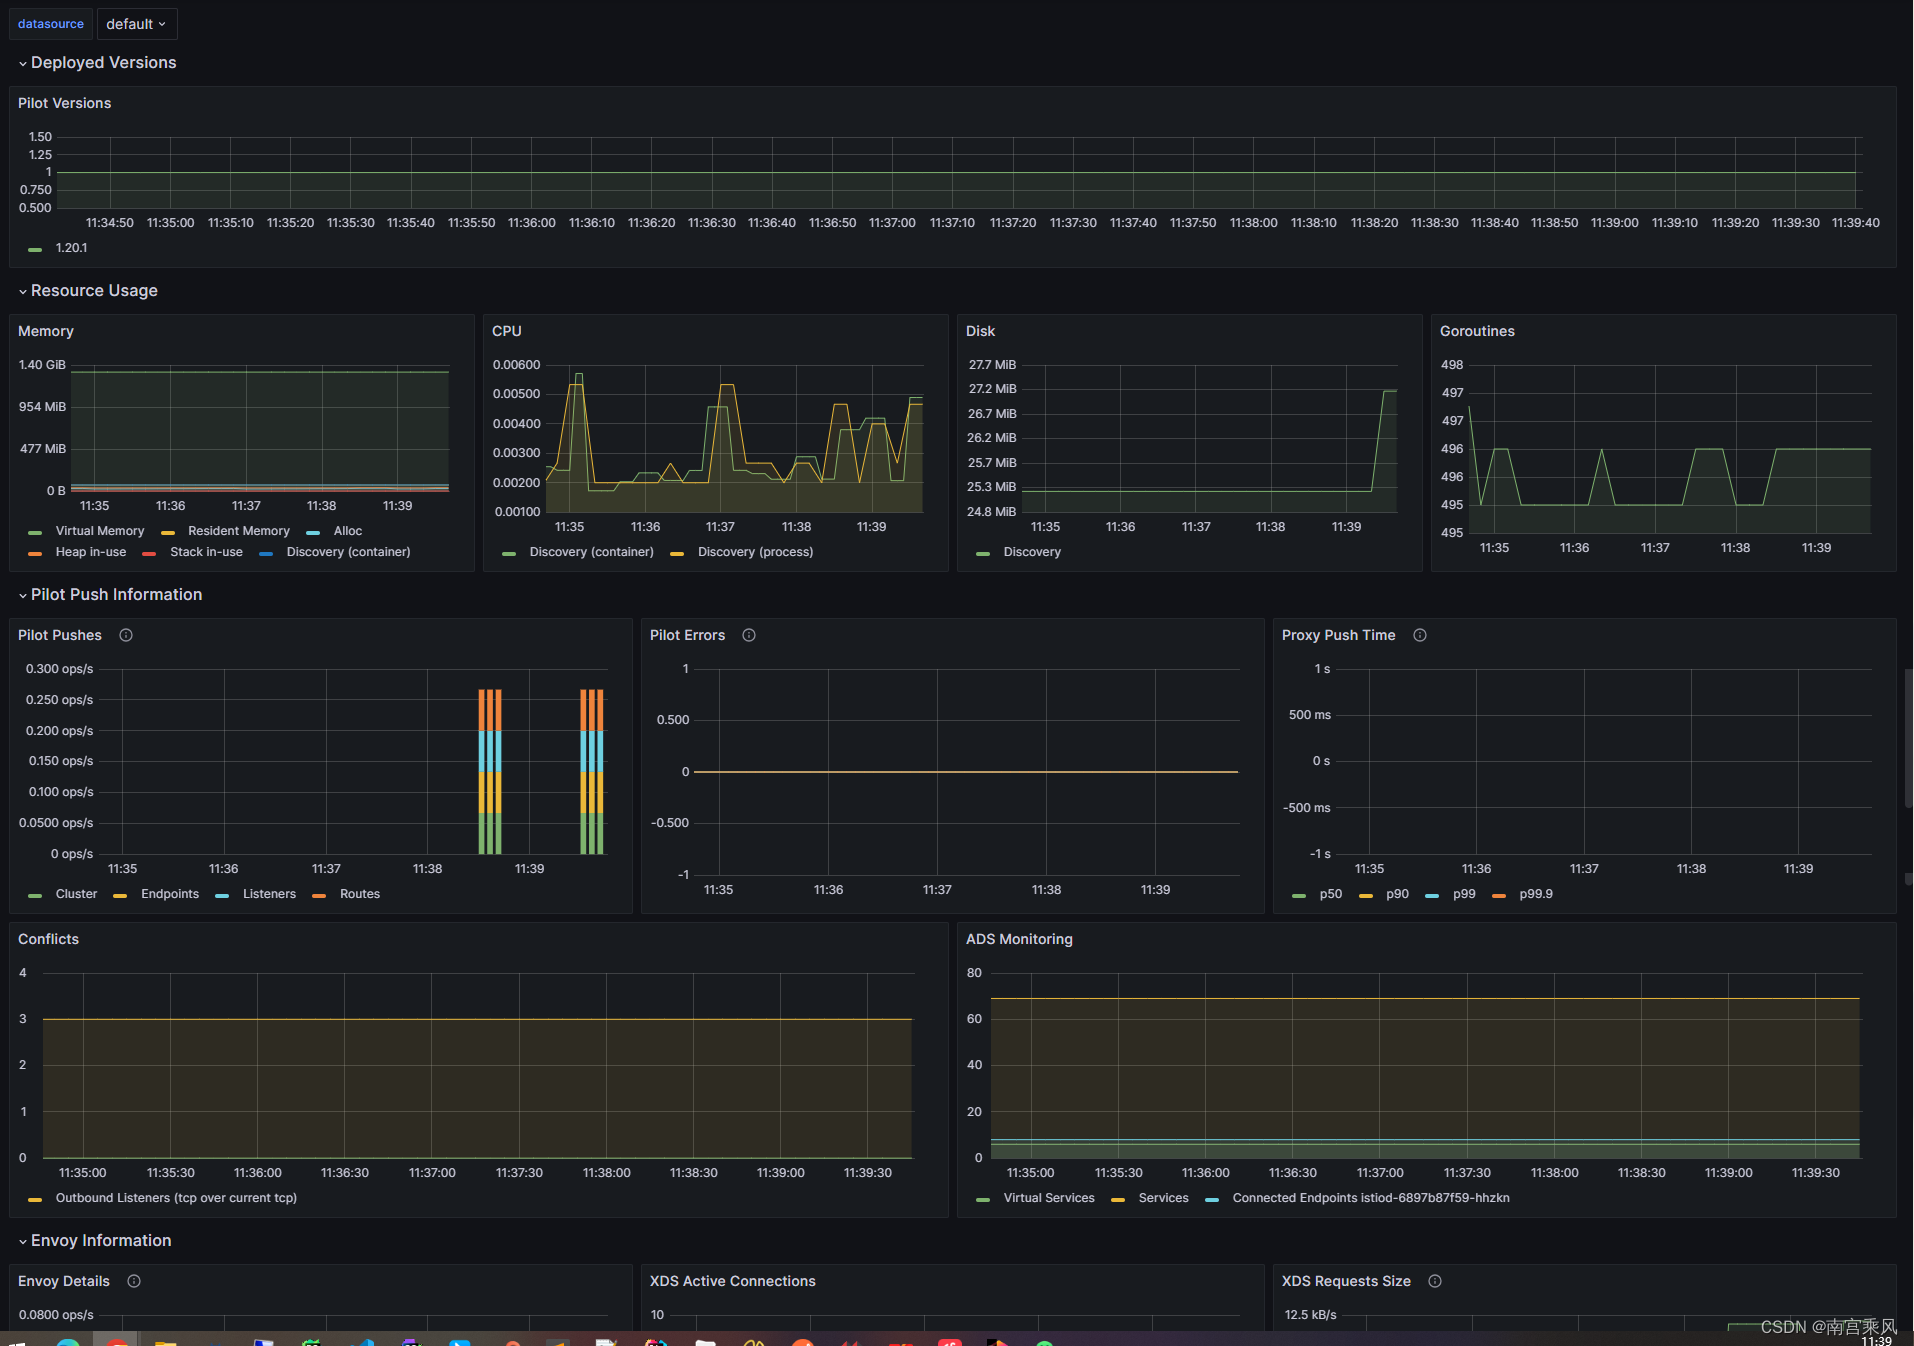 datasource default
Deployed Versions
Pilot Versions
1.50
1.25
1
0.750
0.500
11:34:50 11:35:00 11:35:10 11:35:20 11:35:30 11:35:40 11:35:50 11:36:00 11:36:10 11:36:20 11:36:30 11:36:40 11:36:50 11:37:00 11:37:10 11:37:20 11:37:30 11:37:40 11:37:50 11:38:00 11:38:10 11:38:20 11:38:30 11:38:40 11:38:50 11:39:00 11:39:10 11:39:20 11:39:30 11:39:40
1.20.1
Resource Usage
Memory
1.40 GiB
954 MiB
477 MiB
0 B
11:35 11:36 11:37 11:38 11:39
Virtual Memory Resident Memory Alloc
Heap in-use Stack in-use Discovery (container)
CPU
0.00600
0.00500
0.00400
0.00300
0.00200
0.00100
11:35 11:36 11:37 11:38 11:39
Discovery (container) Discovery (process)
Disk
27.7 MiB
27.2 MiB
26.7 MiB
26.2 MiB
25.7 MiB
25.3 MiB
24.8 MiB
11:35 11:36 11:37 11:38 11:39
Discovery
Goroutines
498
497
497
496
496
495
495
11:35 11:36 11:37 11:38 11:39
Pilot Push Information
Pilot Pushes
0.300 ops/s
0.250 ops/s
0.200 ops/s
0.150 ops/s
0.100 ops/s
0.0500 ops/s
0 ops/s
11:35 11:36 11:37 11:38 11:39
Cluster Endpoints Listeners Routes
Pilot Errors
1
0.500
0
-0.500
-1
11:35 11:36 11:37 11:38 11:39
Proxy Push Time
1 s
500 ms
0 s
-500 ms
-1 s
11:35 11:36 11:37 11:38 11:39
p50 p90 p99 p99.9
Conflicts
4
3
2
1
0
11:35:00 11:35:30 11:36:00 11:36:30 11:37:00 11:37:30 11:38:00 11:38:30 11:39:00 11:39:30
Outbound Listeners (tcp over current tcp)
ADS Monitoring
80
60
40
20
0
11:35:00 11:35:30 11:36:00 11:36:30 11:37:00 11:37:30 11:38:00 11:38:30 11:39:00 11:39:30
Virtual Services Services Connected Endpoints istiod-6897b87f59-hhzkn
Envoy Information
Envoy Details
0.0800 ops/s
XDS Active Connections
10
XDS Requests Size
12.5 kB/s
CSDN @南宫乘风
11:39